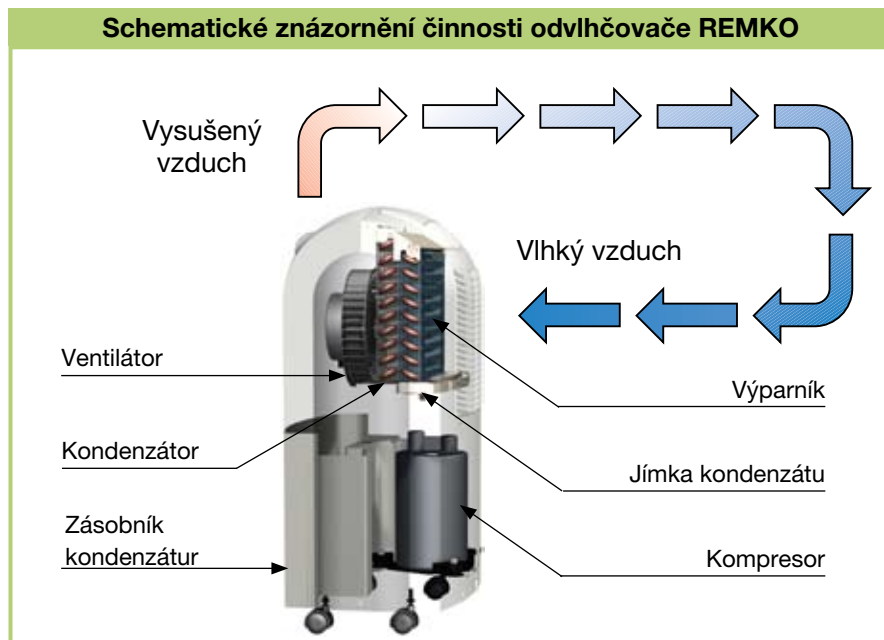 Schematické znázornění činnosti odvlhčovače REMKO
Vysušený
vzduch
Vlhký vzduch
Ventilátor
Výparník
Kondenzátor
Jímka kondenzátu
Zásobník
kondenzátur
Kompresor